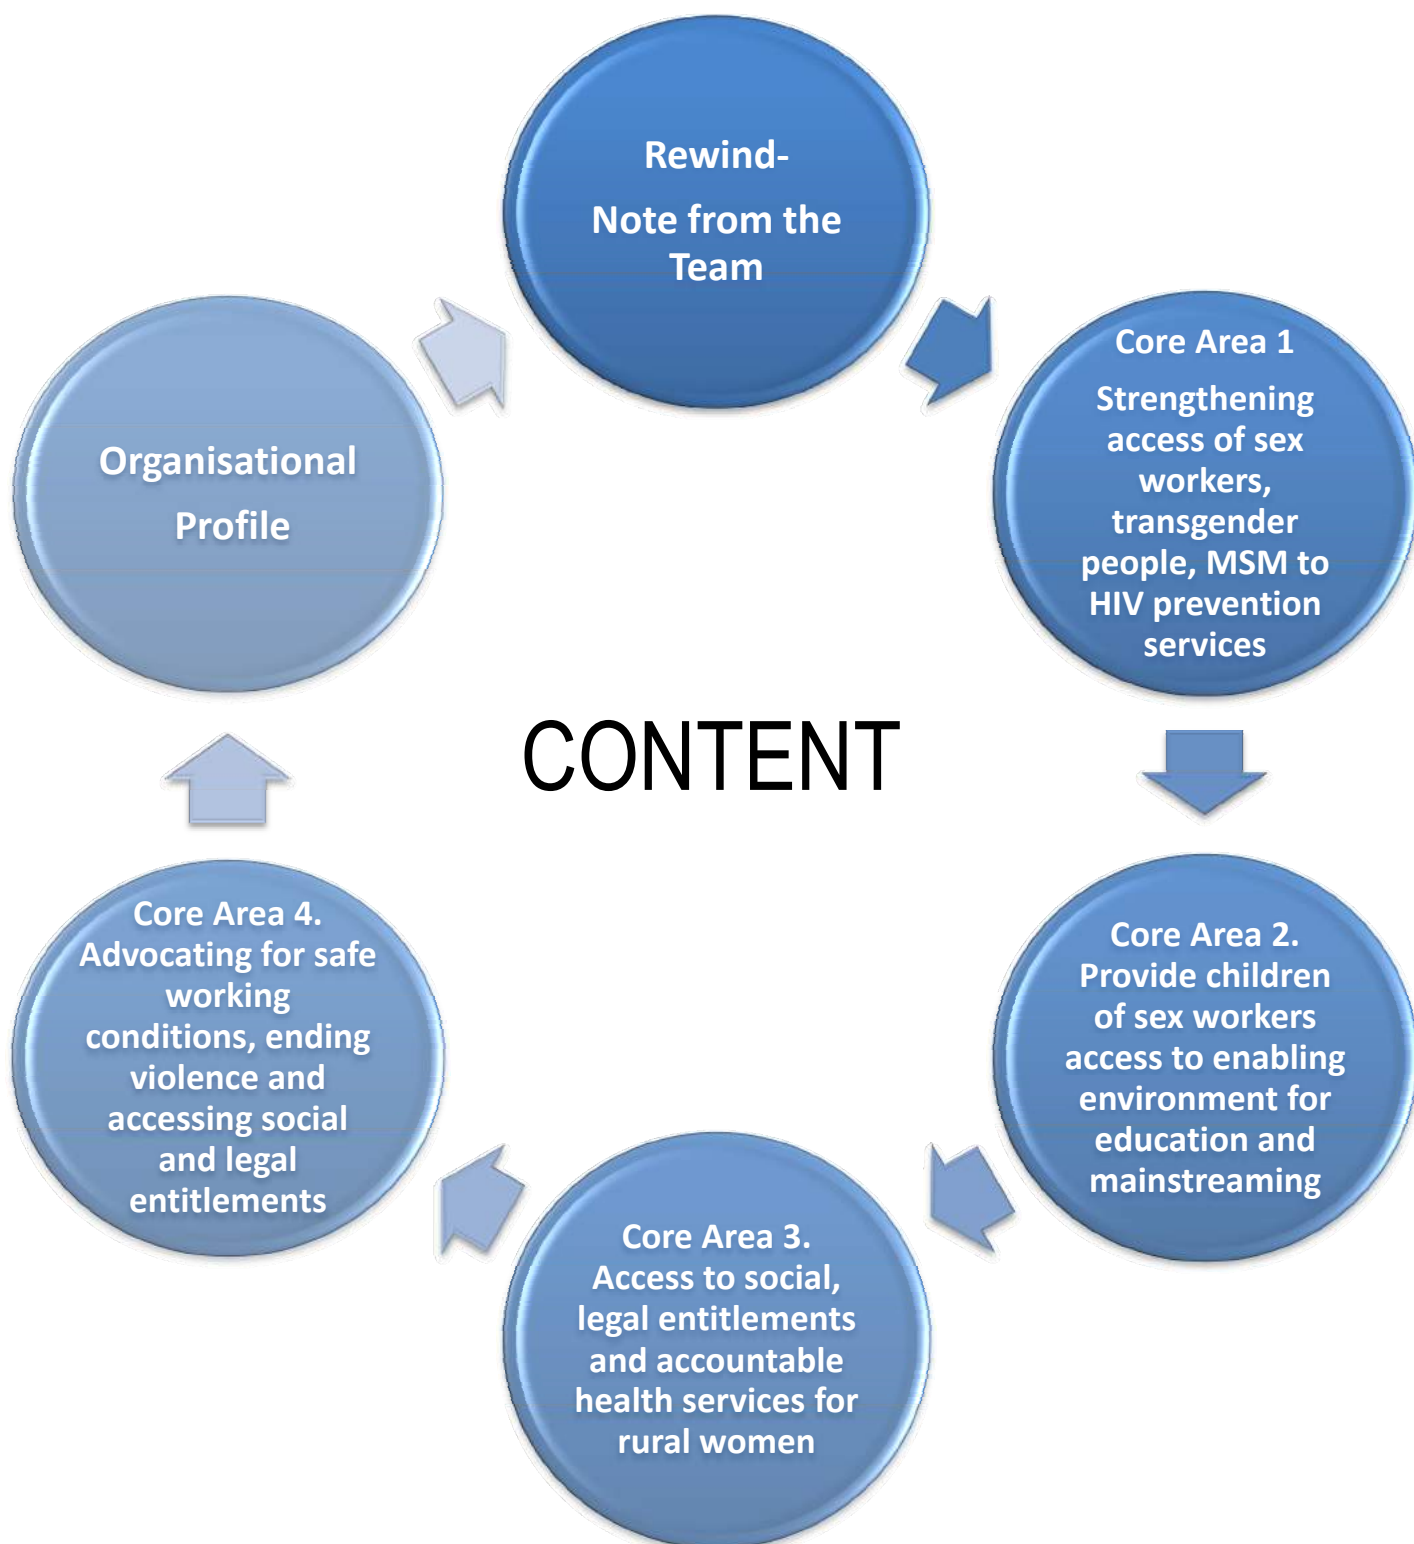 Rewind-
Note from the
Team
Core Area 1
Strengthening
access of sex
workers,
transgender
people, MSM to
HIV prevention
services
Core Area 2.
Provide children
of sex workers
access to enabling
environment for
education and
mainstreaming
Core Area 3.
Access to social,
legal entitlements
and accountable
health services for
rural women
Core Area 4.
Advocating for safe
working
conditions, ending
violence and
accessing social
and legal
entitlements
Organisational
Profile
CONTENT